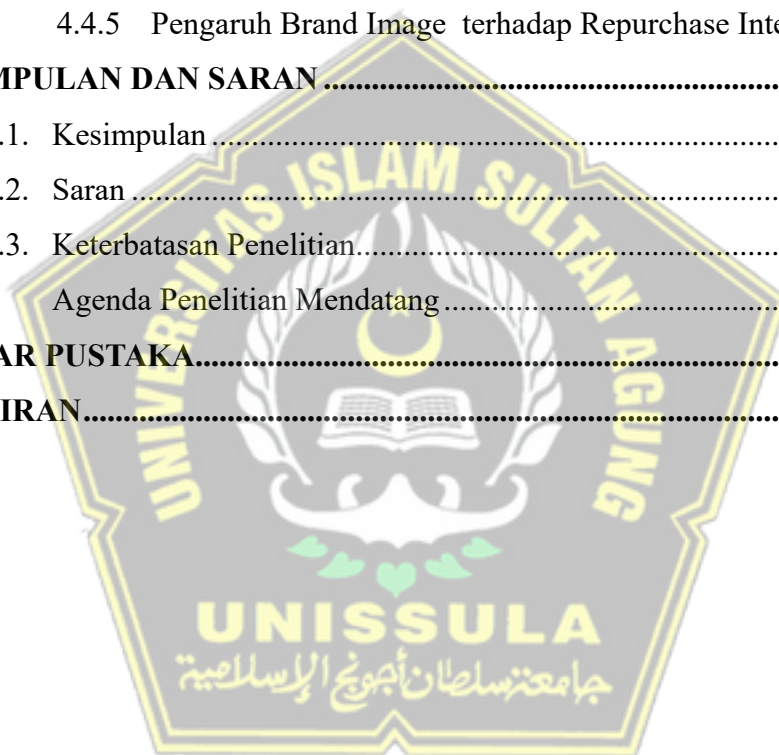 4.4.5 Pengaruh Brand Image terhadap Repurchase Inte
MPULAN DAN SARAN ................................................................
.1. Kesimpulan ................................................................
.2. Saran ................................................................
.3. Keterbatasan Penelitian................................................................
Agenda Penelitian Mendatang ................................................................
AR PUSTAKA................................................................
IRAN................................................................
UNIVERSITAS ISLAM SULTAN AGUNG
UNISSULA
جامعة سلطان أجونج الإسلامية